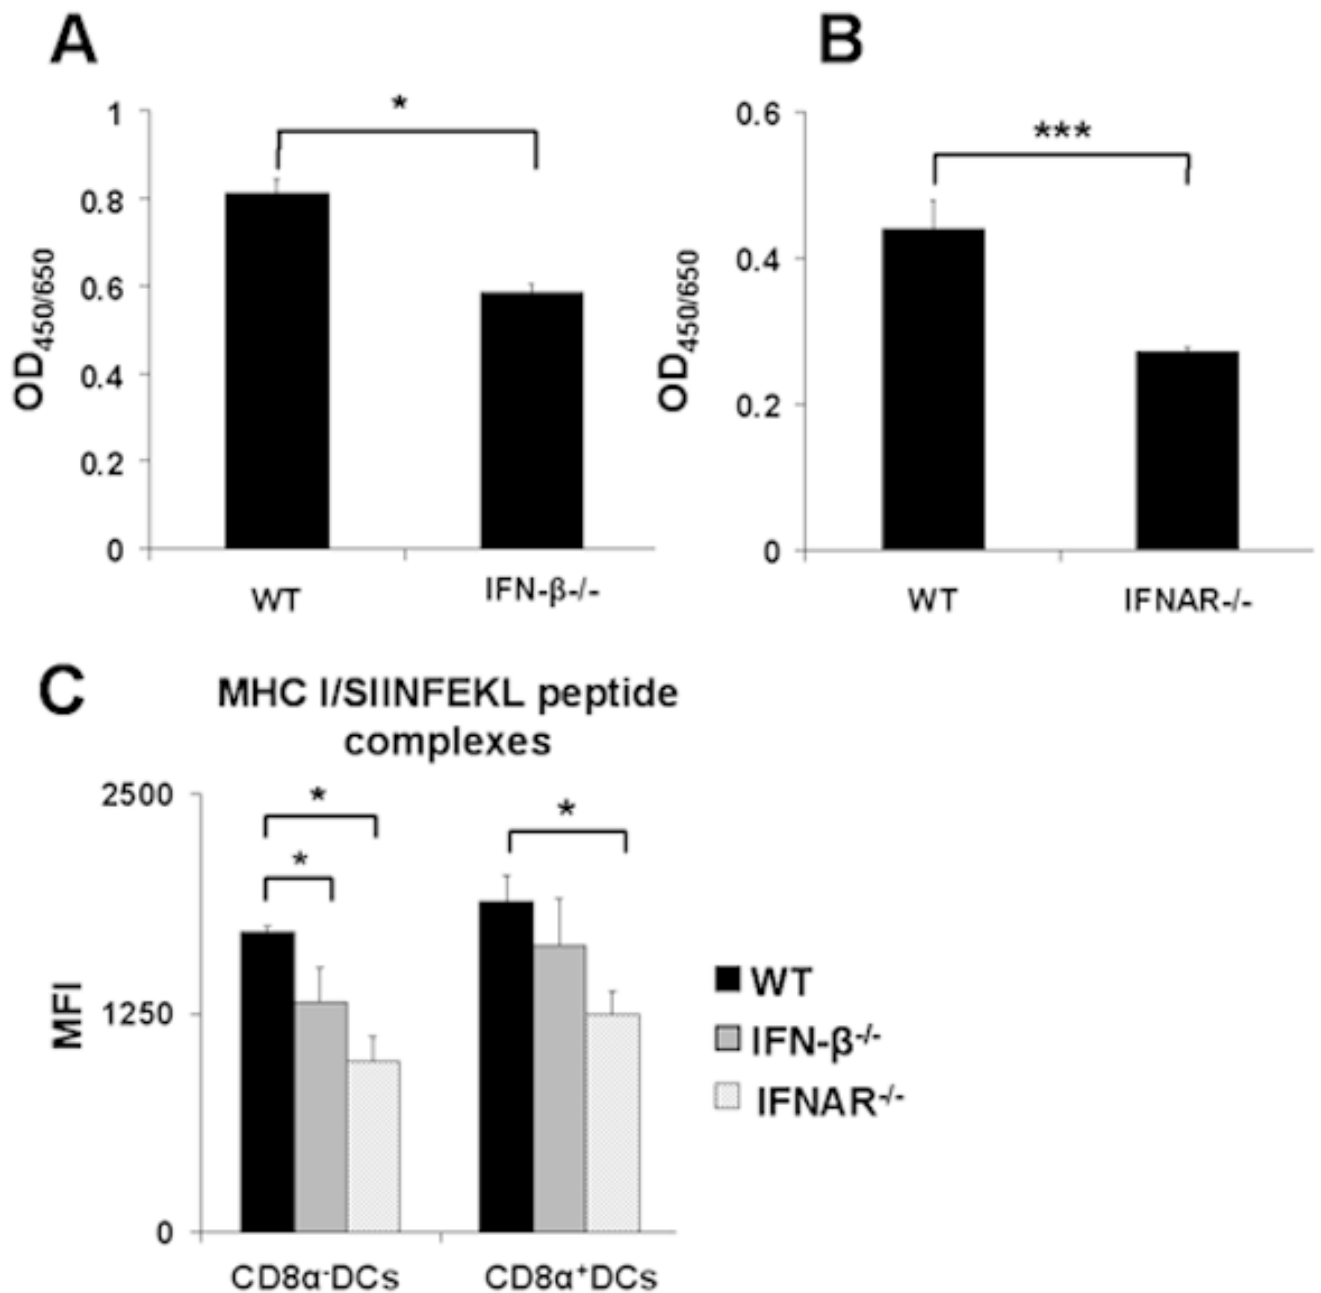 A
1
0.8
0.6
0.4
0.2
0
OD450/650
*
WT
IFN-β-/-
B
0.6
0.4
0.2
0
OD450/650
***
WT
IFNAR-/-
C
MHC I/SIINFEKL peptide
complexes
2500
1250
0
MFI
*
*
*
CD8α-DCs
CD8α+DCs
WT
IFN-β-/-
IFNAR-/-